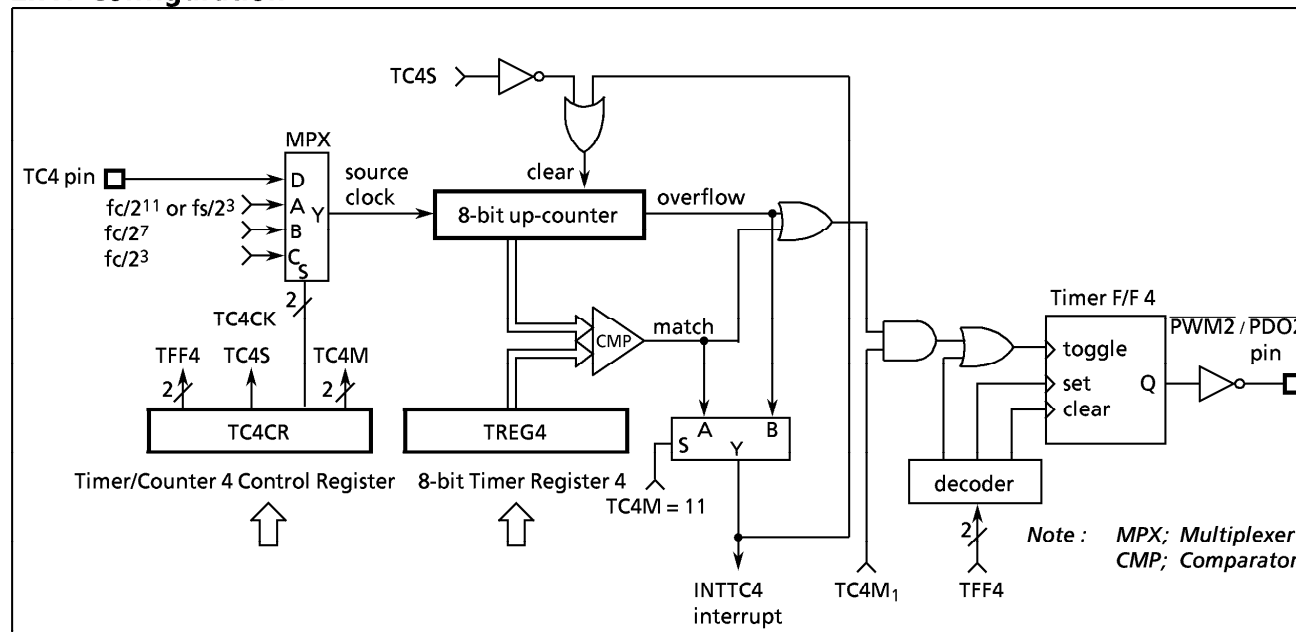 TC4S
MPX
TC4 pin
D
source
clock
clear
overflow
fc/2¹¹ or fs/2³
A
Y
8-bit up-counter
fc/2⁷
B
fc/2³
C
S
2
Timer F/F 4
TC4CK
CMP
match
PWM2 / PDO2
pin
toggle
TFF4
TC4S
TC4M
set
Q
2
2
clear
TC4CR
TREG4
S
A
B
Y
Timer/Counter 4 Control Register
8-bit Timer Register 4
decoder
TC4M = 11
2
Note : MPX; Multiplexer
CMP; Comparator
INTTC4
interrupt
TC4M₁
TFF4